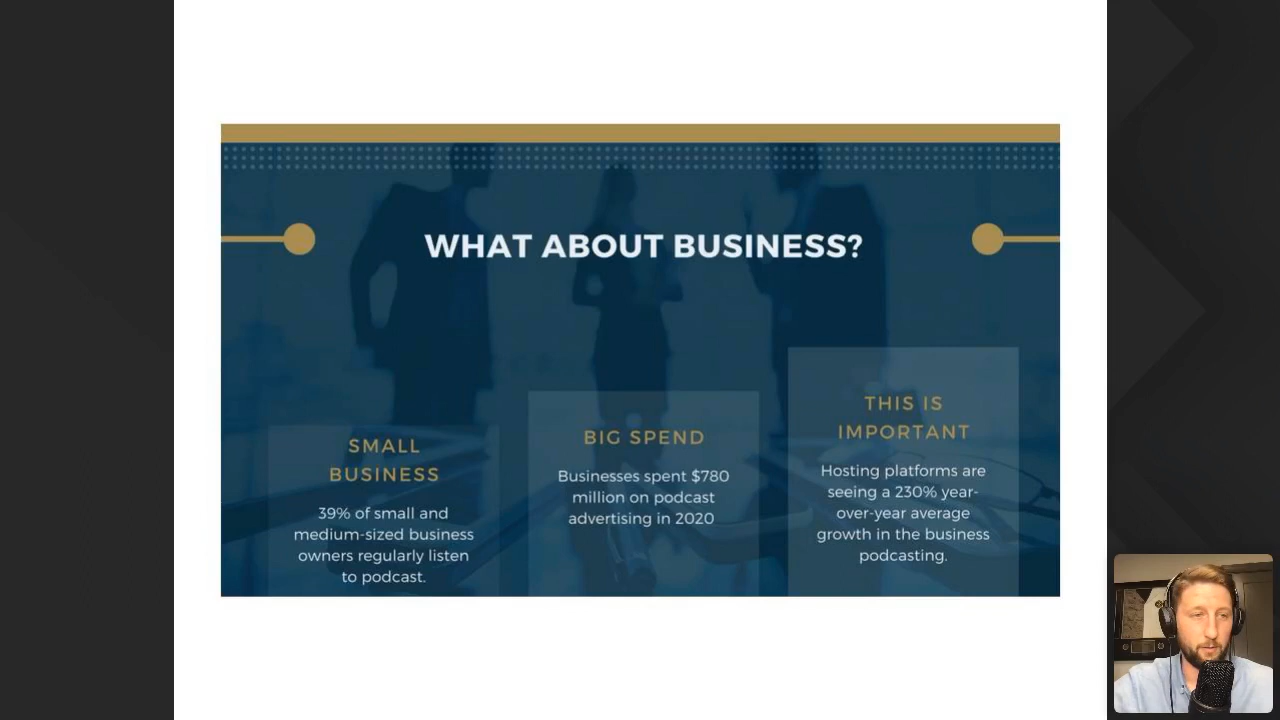 WHAT ABOUT BUSINESS?
SMALL
BUSINESS
39% of small and
medium-sized business
owners regularly listen
to podcast.
BIG SPEND
Businesses spent $780
million on podcast
advertising in 2020
THIS IS
IMPORTANT
Hosting platforms are
seeing a 230% year-
over-year average
growth in the business
podcasting.